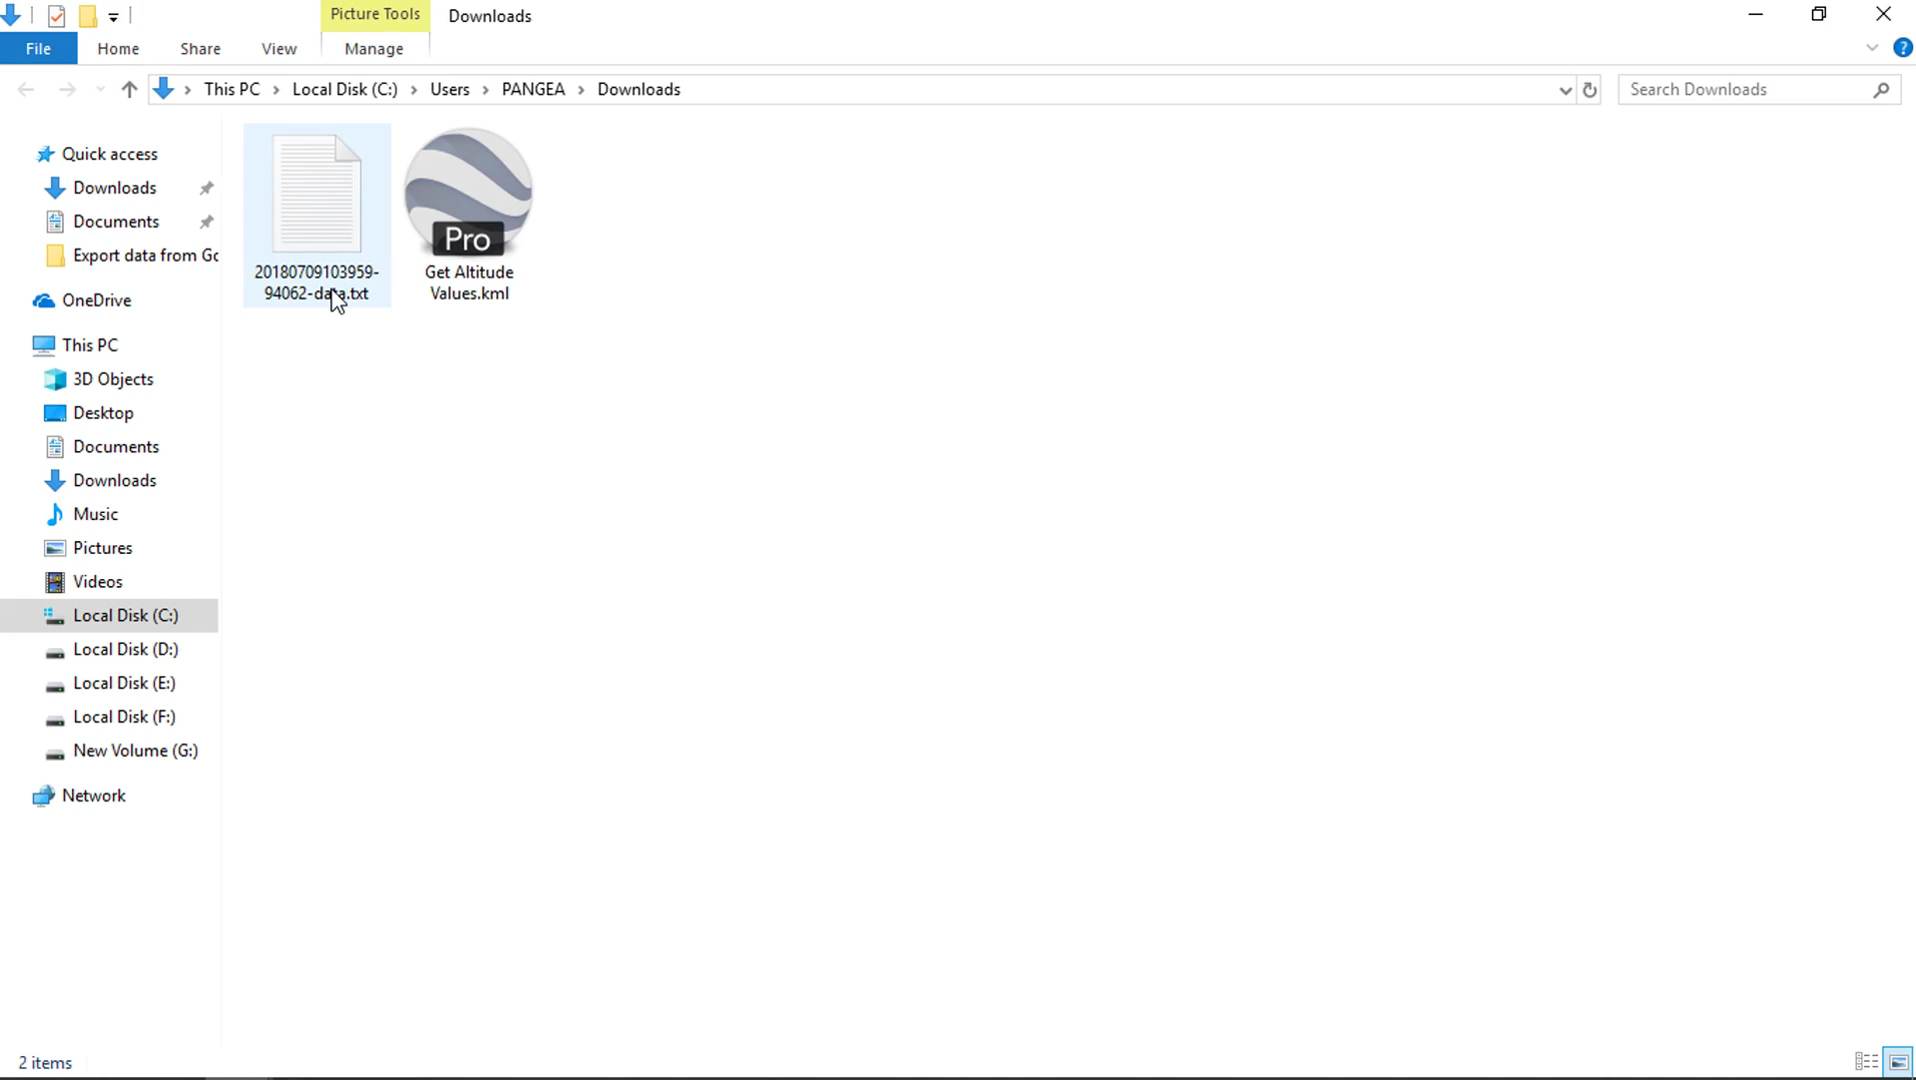 Picture Tools
Downloads
File
Home
Share
View
Manage
?
This PC
Local Disk (C:)
Users
PANGEA
Downloads
Search Downloads
Quick access
Downloads
Documents
Export data from Go
OneDrive
This PC
3D Objects
Desktop
Documents
Downloads
Music
Pictures
Videos
Local Disk (C:)
Local Disk (D:)
Local Disk (E:)
Local Disk (F:)
New Volume (G:)
Network
20180709103959-
94062-data.txt
Pro
Get Altitude
Values.kml
2 items